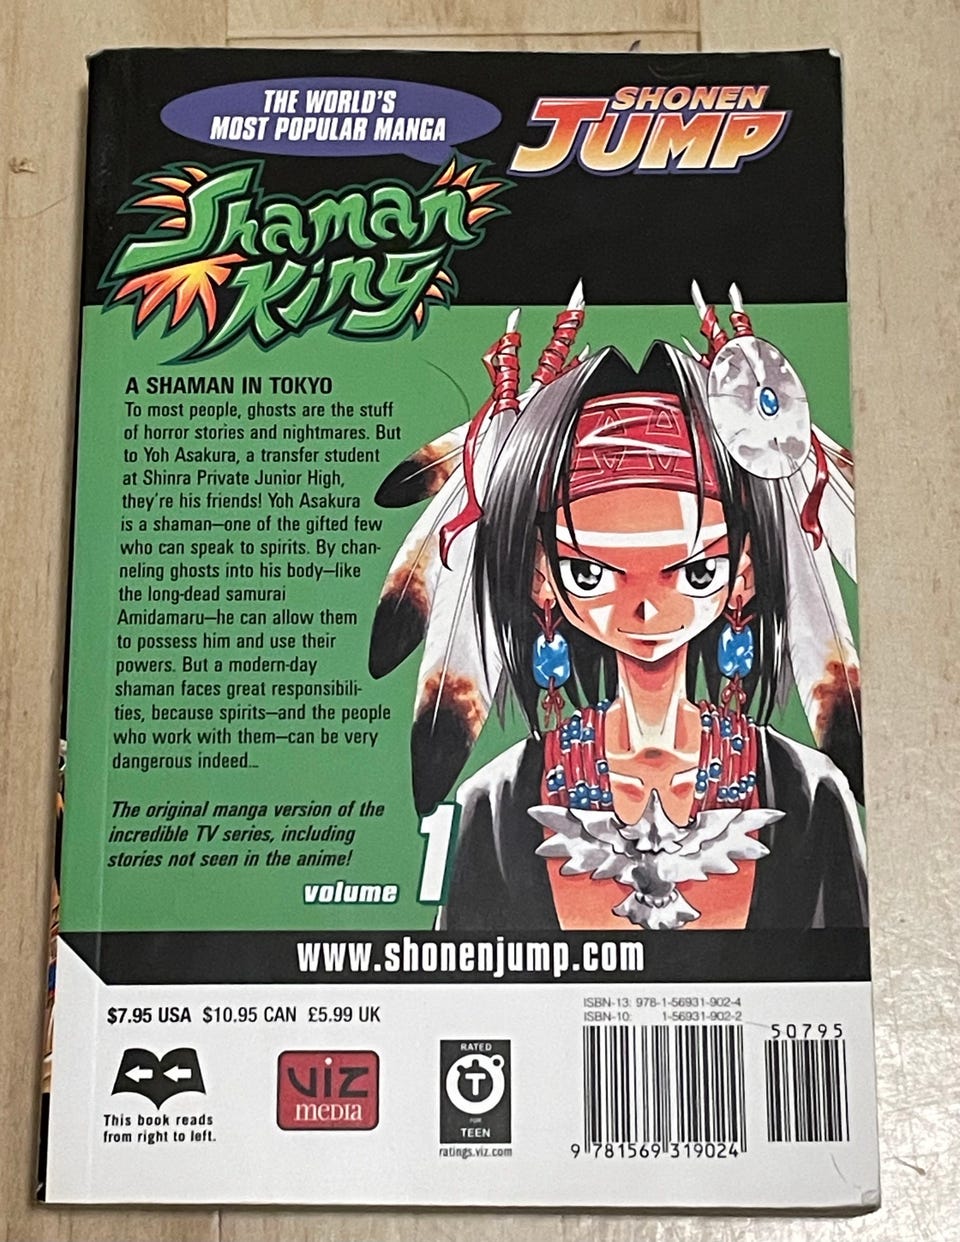 THE WORLD'S
MOST POPULAR MANGA
SHONEN
JUMP
Shaman
King
A SHAMAN IN TOKYO
To most people, ghosts are the stuff
of horror stories and nightmares. But
to Yoh Asakura, a transfer student
at Shinra Private Junior High,
they're his friends! Yoh Asakura
is a shaman—one of the gifted few
who can speak to spirits. By chan-
neling ghosts into his body—like
the long-dead samurai
Amidamaru—he can allow them
to possess him and use their
powers. But a modern-day
shaman faces great responsibili-
ties, because spirits—and the people
who work with them—can be very
dangerous indeed...
The original manga version of the
incredible TV series, including
stories not seen in the anime!
volume 1
www.shonenjump.com
$7.95 USA $10.95 CAN £5.99 UK
This book reads
from right to left.
VIZ
media
RATED
T
FOR
TEEN
ratings.viz.com
ISBN-13: 978-1-56931-902-4
ISBN-10: 1-56931-902-2
50795
9 781569 319024